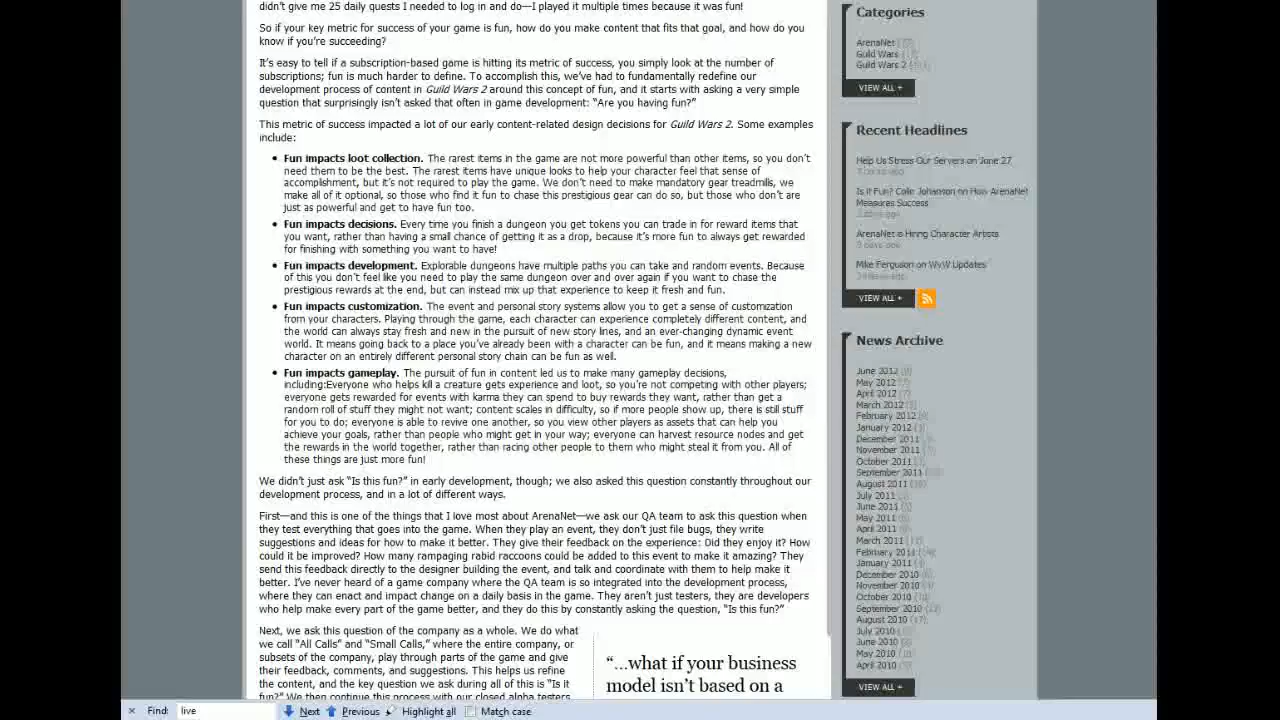 didn't give me 25 daily quests I needed to log in and do—I played it multiple times because it was fun!
So if your key metric for success of your game is fun, how do you make content that fits that goal, and how do you
know if you're succeeding?
It's easy to tell if a subscription-based game is hitting its metric of success, you simply look at the number of
subscriptions; fun is much harder to define. To accomplish this, we've had to fundamentally redefine our
development process of content in Guild Wars 2 around this concept of fun, and it starts with asking a very simple
question that surprisingly isn't asked that often in game development: "Are you having fun?"
This metric of success impacted a lot of our early content-related design decisions for Guild Wars 2. Some examples
include:
• Fun impacts loot collection. The rarest items in the game are not more powerful than other items, so you don't
need them to be the best. The rarest items have unique looks to help your character feel that sense of
accomplishment, but it's not required to play the game. We don't need to make mandatory gear treadmills, we
make all of it optional, so those who find it fun to chase this prestigious gear can do so, but those who don't are
just as powerful and get to have fun too.
• Fun impacts decisions. Every time you finish a dungeon you get tokens you can trade in for reward items that
you want, rather than having a small chance of getting it as a drop, because it's more fun to always get rewarded
for finishing with something you want to have!
• Fun impacts development. Explorable dungeons have multiple paths you can take and random events. Because
of this you don't feel like you need to play the same dungeon over and over again if you want to chase the
prestigious rewards at the end, but can instead mix up that experience to keep it fresh and fun.
• Fun impacts customization. The event and personal story systems allow you to get a sense of customization
from your characters. Playing through the game, each character can experience completely different content, and
the world can always stay fresh and new in the pursuit of new story lines, and an ever-changing dynamic event
world. It means going back to a place you've already been with a character can be fun, and it means making a new
character on an entirely different personal story chain can be fun as well.
• Fun impacts gameplay. The pursuit of fun in content led us to make many gameplay decisions,
including:Everyone who helps kill a creature gets experience and loot, so you're not competing with other players;
everyone gets rewarded for events with karma they can spend to buy rewards they want, rather than get a
random roll of stuff they might not want; content scales in difficulty, so if more people show up, there is still stuff
for you to do; everyone is able to revive one another, so you view other players as assets that can help you
achieve your goals, rather than people who might get in your way; everyone can harvest resource nodes and get
the rewards in the world together, rather than racing other people to them who might steal it from you. All of
these things are just more fun!
We didn't just ask "Is this fun?" in early development, though; we also asked this question constantly throughout our
development process, and in a lot of different ways.
First—and this is one of the things that I love most about ArenaNet—we ask our QA team to ask this question when
they test everything that goes into the game. When they play an event, they don't just file bugs, they write
suggestions and ideas for how to make it better. They give their feedback on the experience: Did they enjoy it? How
could it be improved? How many rampaging rabid raccoons could be added to this event to make it amazing? They
send this feedback directly to the designer building the event, and talk and coordinate with them to help make it
better. I've never heard of a game company where the QA team is so integrated into the development process,
where they can enact and impact change on a daily basis in the game. They aren't just testers, they are developers
who help make every part of the game better, and they do this by constantly asking the question, "Is this fun?"
Next, we ask this question of the company as a whole. We do what
we call "All Calls" and "Small Calls," where the entire company, or
subsets of the company, play through parts of the game and give
their feedback, comments, and suggestions. This helps us refine
the content, and the key question we ask during all of this is "Is it
fun?" We then continue this process with our closed alpha testers
"...what if your business
model isn't based on a
Categories
ArenaNet
Guild Wars
Guild Wars 2
VIEW ALL +
Recent Headlines
Help Us Stress Our Servers on June 27
Is it Fun? Colin Johanson on How ArenaNet
Measures Success
ArenaNet is Hiring Character Artists
Mike Ferguson on WvW Updates
VIEW ALL +
News Archive
June 2012
May 2012
April 2012
March 2012
February 2012
January 2012
December 2011
November 2011
October 2011
September 2011
August 2011
July 2011
June 2011
May 2011
April 2011
March 2011
February 2011
January 2011
December 2010
November 2010
October 2010
September 2010
August 2010
July 2010
June 2010
May 2010
April 2010
VIEW ALL +
× Find: live Next Previous Highlight all Match case